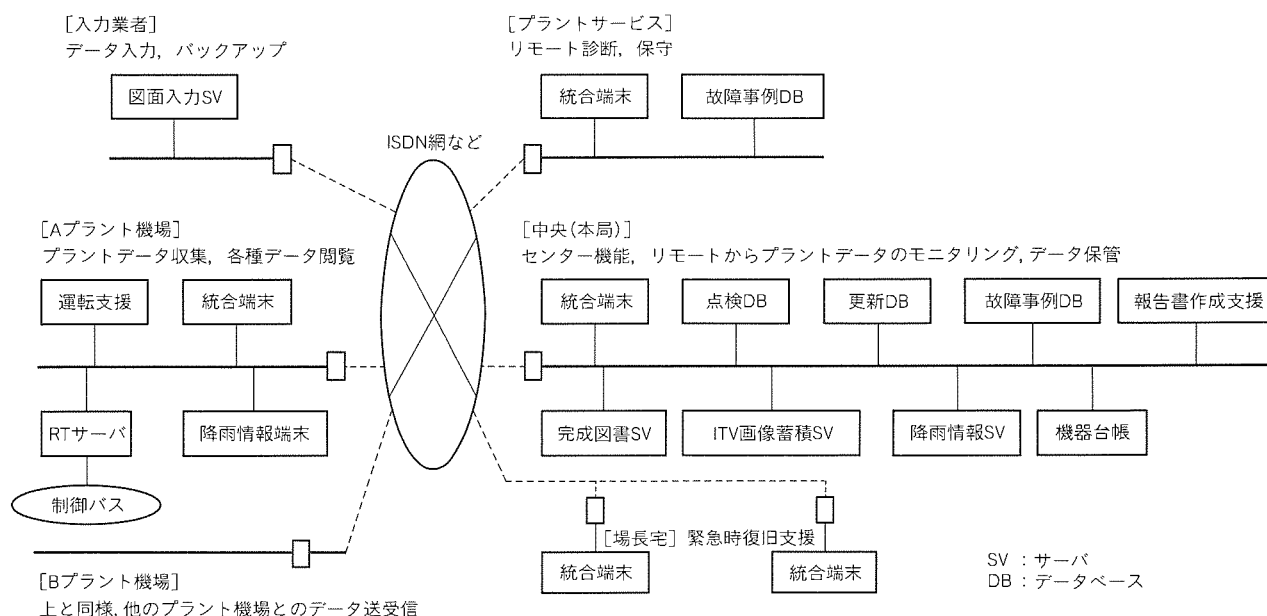 [入力業者]
データ入力, バックアップ
図面入力SV
[プラントサービス]
リモート診断, 保守
統合端末
故障事例DB
ISDN網など
[Aプラント機場]
プラントデータ収集, 各種データ閲覧
運転支援
統合端末
RTサーバ
降雨情報端末
制御バス
[中央(本局)]
センター機能, リモートからプラントデータのモニタリング, データ保管
統合端末
点検DB
更新DB
故障事例DB
報告書作成支援
完成図書SV
ITV画像蓄積SV
降雨情報SV
機器台帳
[場長宅] 緊急時復旧支援
統合端末
統合端末
[Bプラント機場]
上と同様, 他のプラント機場とのデータ送受信
SV : サーバ
DB : データベース